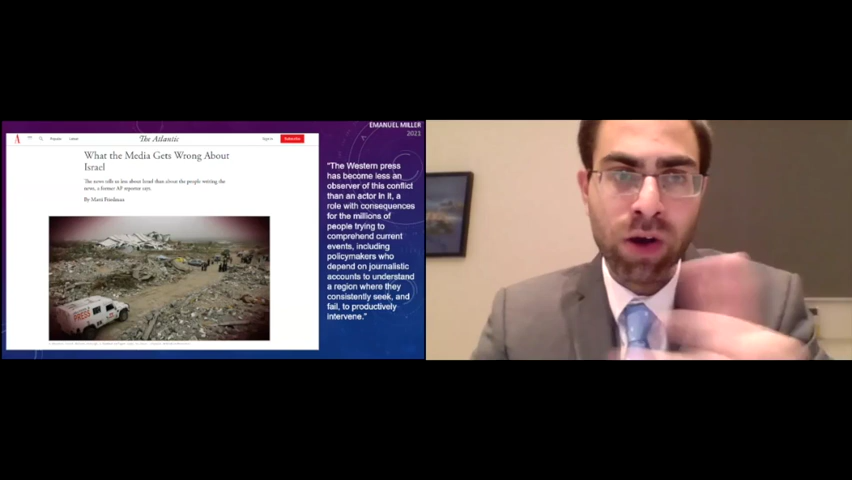 EMANUEL MILLER
2021
The Atlantic
Popular
Latest
Sign In
Subscribe
What the Media Gets Wrong About
Israel
The news tells us less about Israel than about the people writing the
news, a former AP reporter says.
By Matti Friedman
PRESS
"The Western press
has become less an
observer of this conflict
than an actor in it, a
role with consequences
for the millions of
people trying to
comprehend current
events, including
policymakers who
depend on journalistic
accounts to understand
a region where they
consistently seek, and
fail, to productively
intervene."